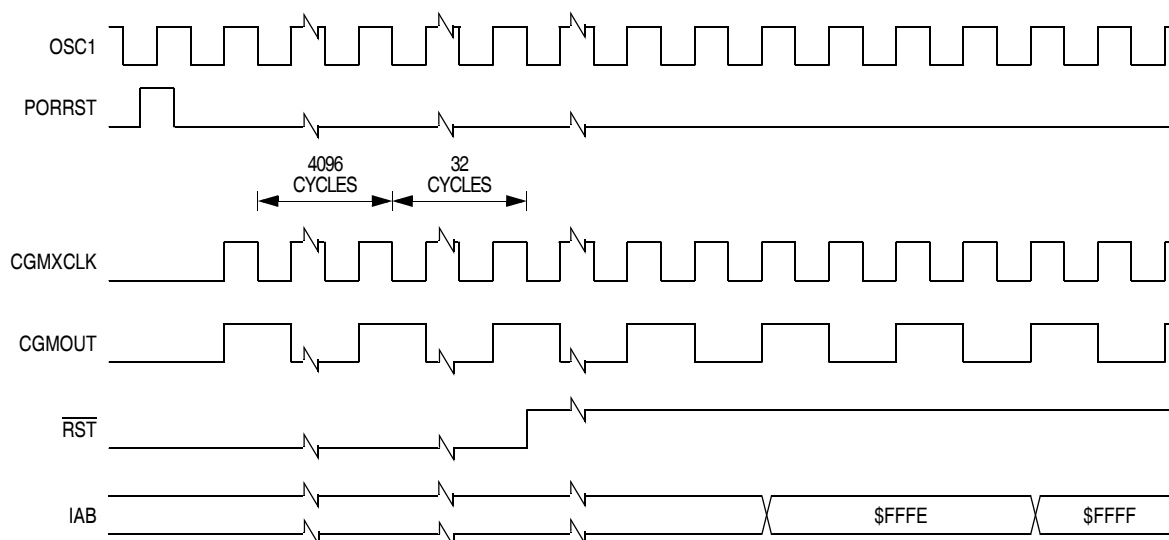 OSC1
PORRST
4096
CYCLES
32
CYCLES
CGMXCLK
CGMOUT
RST
IAB
$FFFE
$FFFF